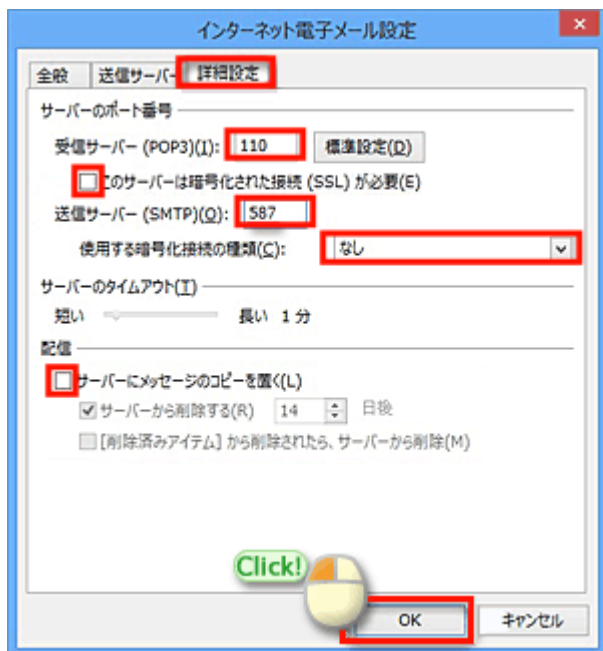 インターネット電子メール設定
全般 送信サーバー 詳細設定
サーバーのポート番号
受信サーバー (POP3)(I): 110 標準設定(D)
このサーバーは暗号化された接続 (SSL) が必要(E)
送信サーバー (SMTP)(O): 587
使用する暗号化接続の種類(C): なし
サーバーのタイムアウト(T)
短い 長い 1 分
配信
サーバーにメッセージのコピーを置く(L)
サーバーから削除する(R) 14 日後
[削除済みアイテム] から削除されたら、サーバーから削除(M)
Click!
OK キャンセル